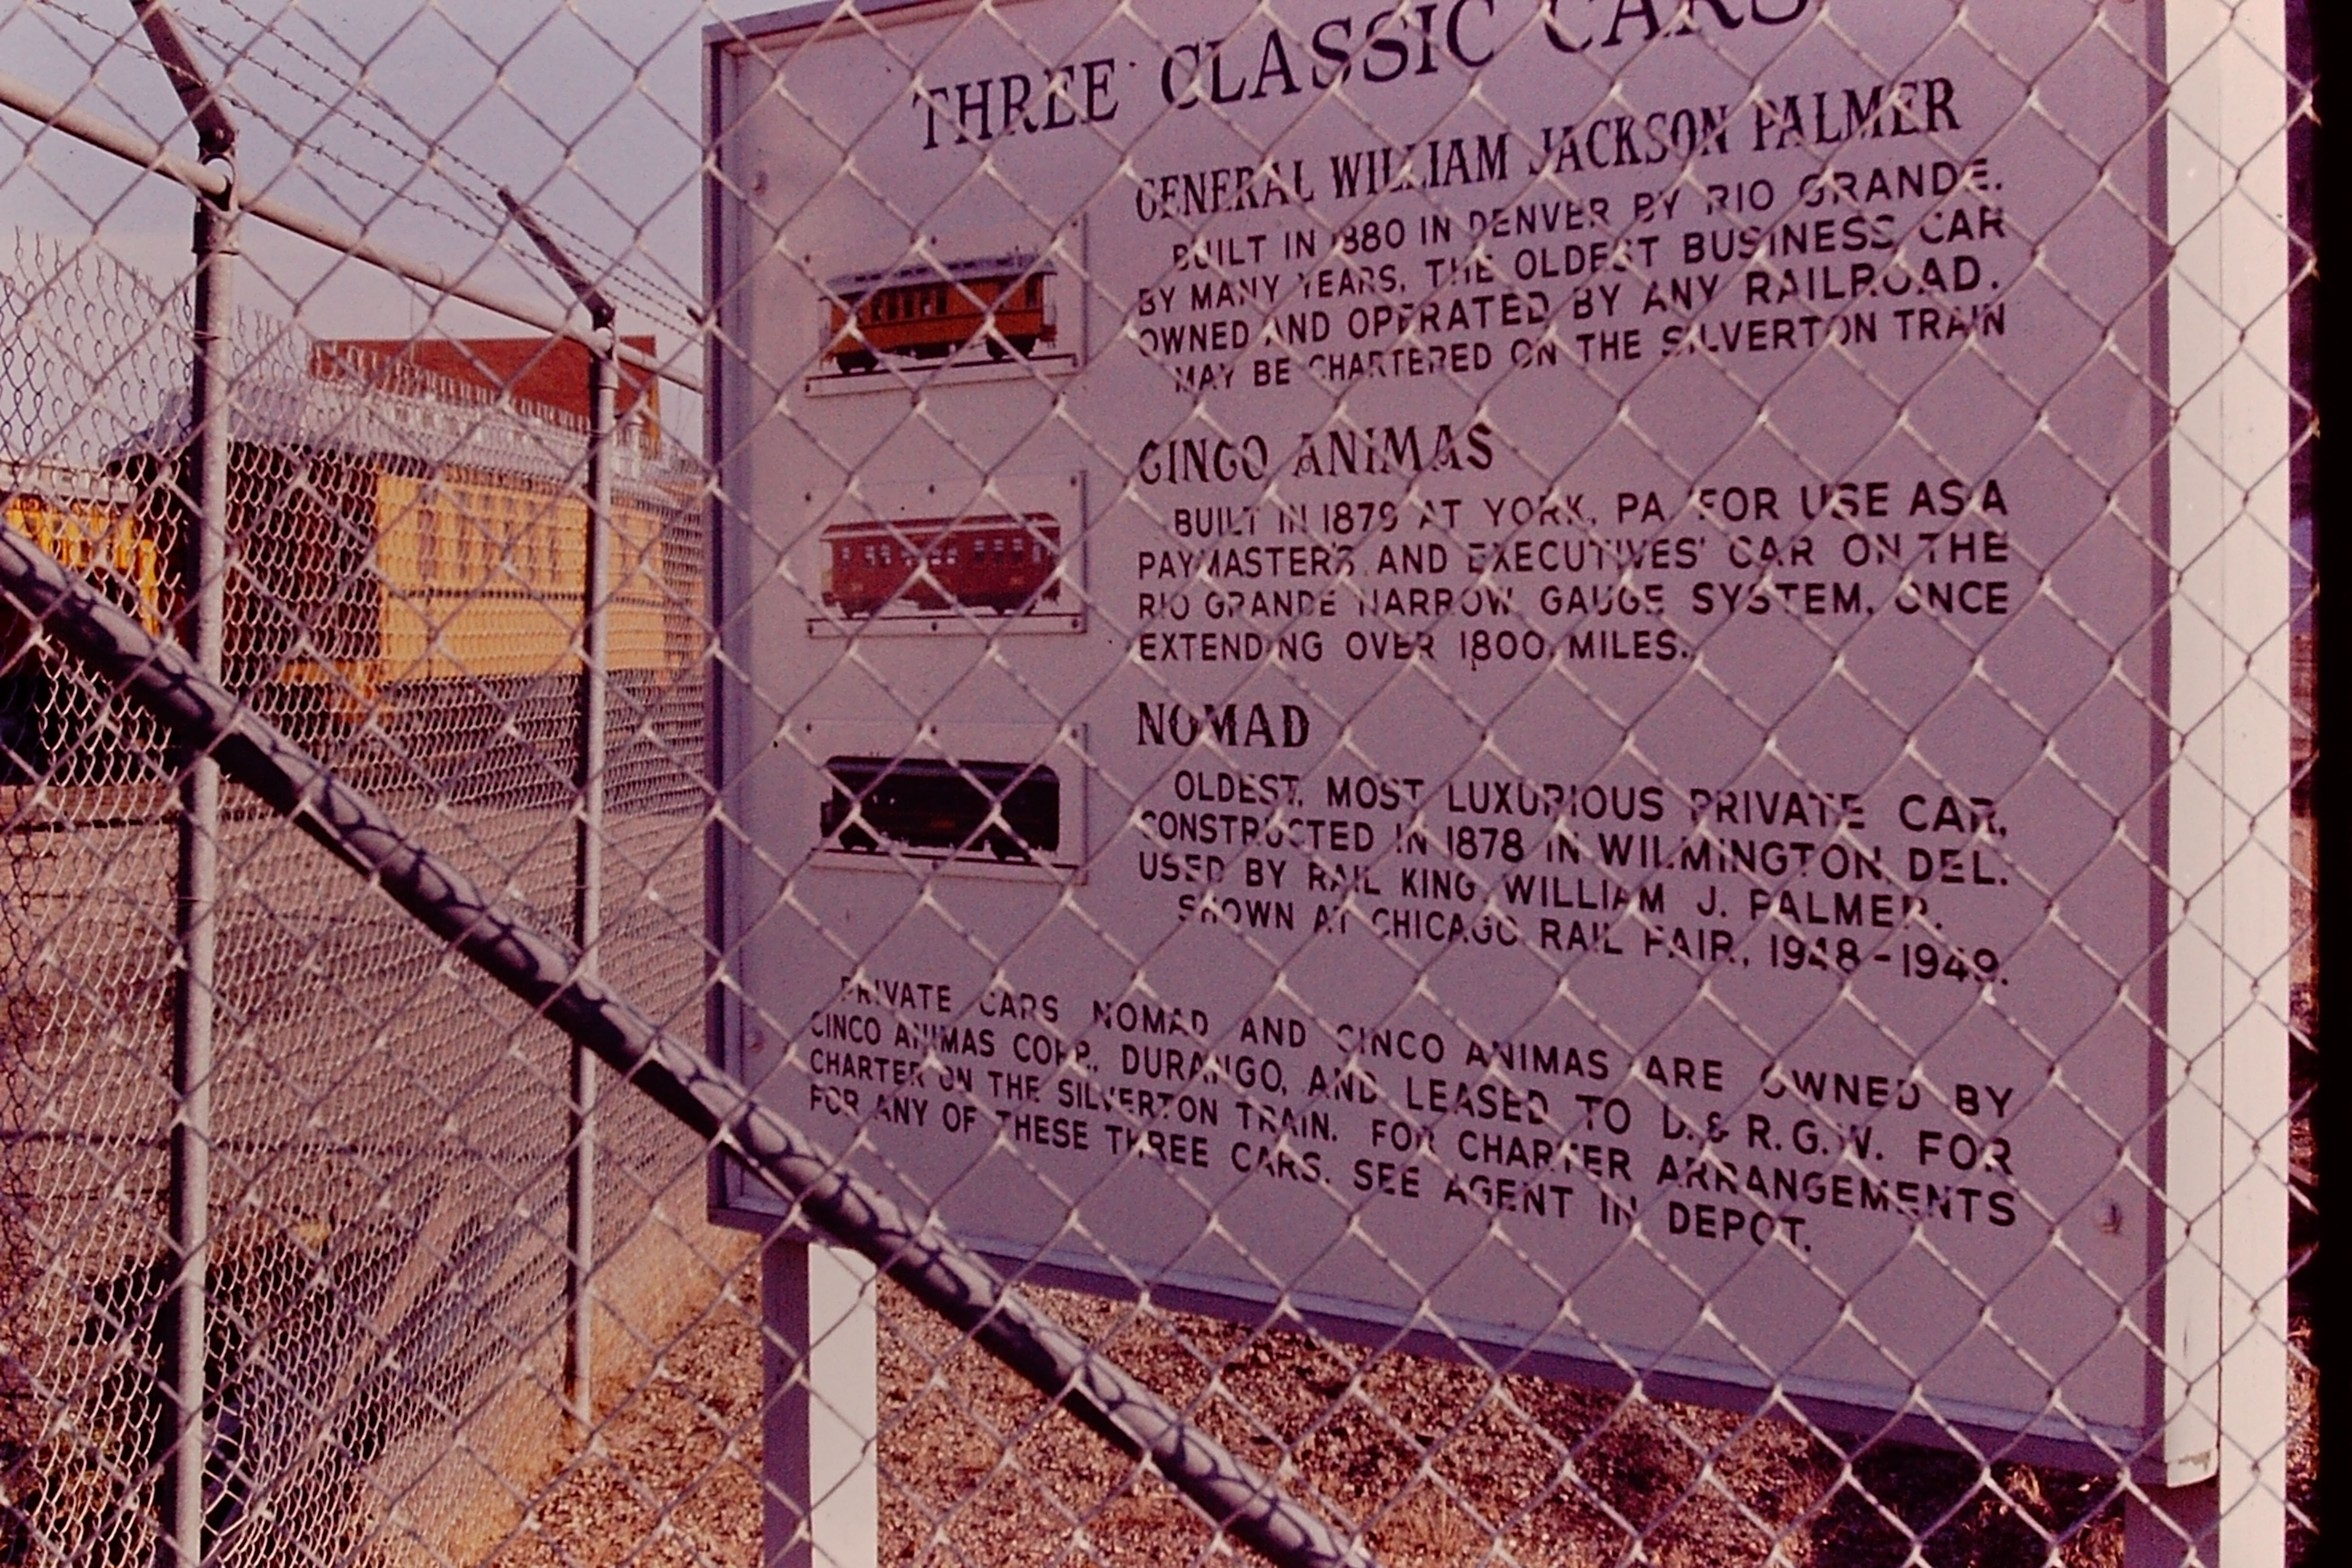 THREE CLASSIC CARS
GENERAL WILLIAM JACKSON PALMER
BUILT IN 1880 IN DENVER BY RIO GRANDE.
BY MANY YEARS, THE OLDEST BUSINESS CAR
OWNED AND OPERATED BY ANY RAILROAD.
MAY BE CHARTERED ON THE SILVERTON TRAIN
CINCO ANIMAS
BUILT IN 1879 AT YORK, PA. FOR USE AS A
PAYMASTER'S AND EXECUTIVES' CAR ON THE
RIO GRANDE NARROW GAUGE SYSTEM, ONCE
EXTENDING OVER 1800 MILES.
NOMAD
OLDEST, MOST LUXURIOUS PRIVATE CAR,
CONSTRUCTED IN 1878 IN WILMINGTON, DEL.
USED BY RAIL KING WILLIAM J. PALMER.
SHOWN AT CHICAGO RAIL FAIR, 1948-1949.
PRIVATE CARS NOMAD AND CINCO ANIMAS ARE OWNED BY
CINCO ANIMAS CORP., DURANGO, AND LEASED TO D.& R.G.W. FOR
CHARTER ON THE SILVERTON TRAIN. FOR CHARTER ARRANGEMENTS
FOR ANY OF THESE THREE CARS, SEE AGENT IN DEPOT.